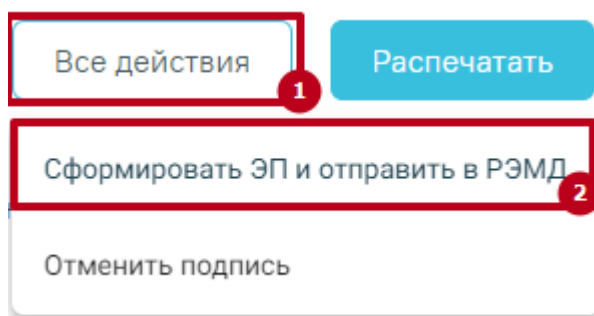 Все действия
1
Распечатать
Сформировать ЭП и отправить в РЭМД
2
Отменить подпись